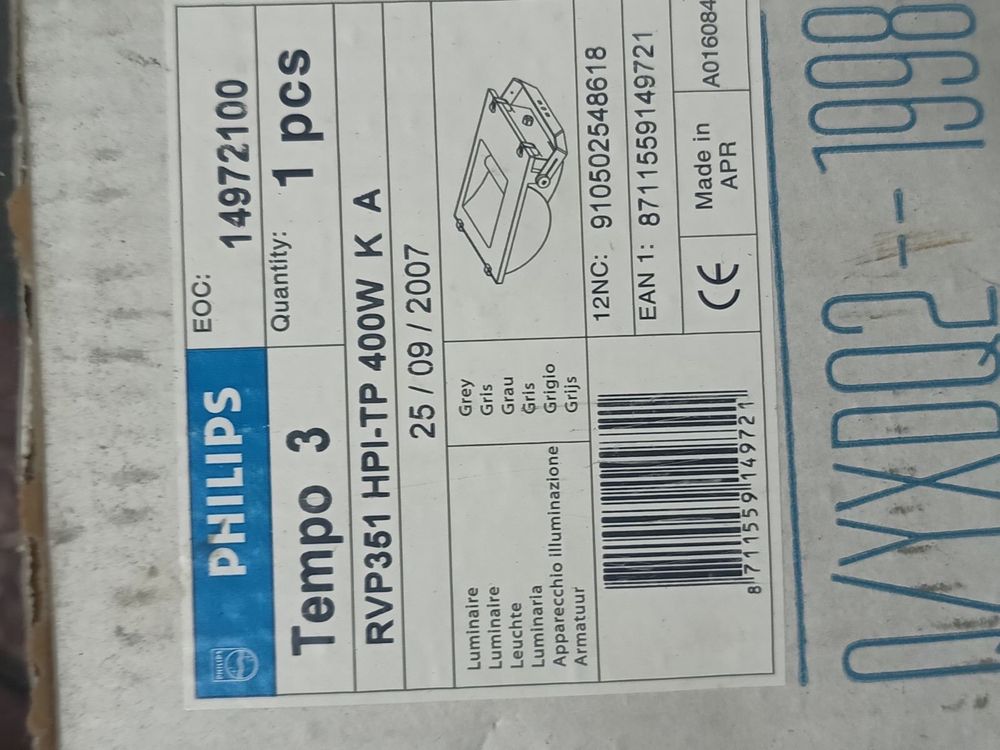 PHILIPS
PHILIPS
EOC: 14972100
Tempo 3
Quantity: 1 pcs
RVP351 HPI-TP 400W K A
25 / 09 / 2007
Luminaire
Luminaire
Leuchte
Luminaria
Apparecchio illuminazione
Armatuur
Grey
Gris
Grau
Gris
Grigio
Grijs
12NC: 910502548618
EAN 1: 8711559149721
CE
Made in
APR
A016084
8 711559 149721